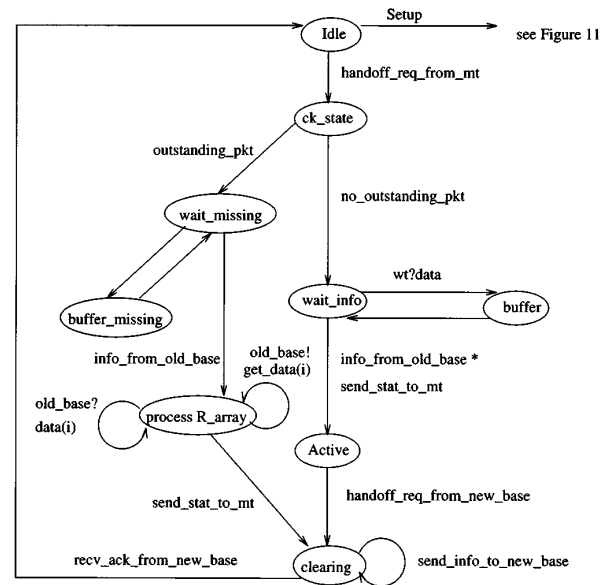 Setup
Idle
see Figure 11
handoff_req_from_mt
ck_state
outstanding_pkt
no_outstanding_pkt
wait_missing
wt?data
wait_info
buffer
buffer_missing
info_from_old_base
old_base!
get_data(i)
info_from_old_base *
send_stat_to_mt
old_base?
data(i)
process R_array
Active
send_stat_to_mt
handoff_req_from_new_base
recv_ack_from_new_base
clearing
send_info_to_new_base